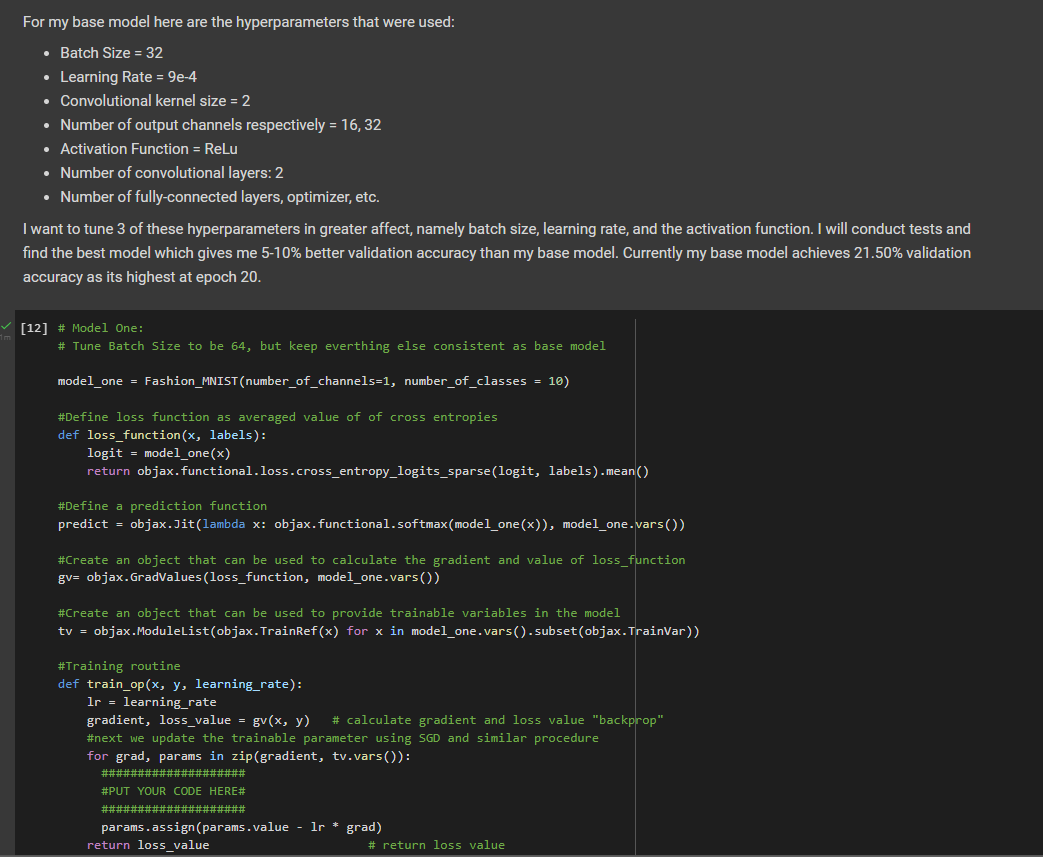 For my base model here are the hyperparameters that were used:
• Batch Size = 32
• Learning Rate = 9e-4
• Convolutional kernel size = 2
• Number of output channels respectively = 16, 32
• Activation Function = ReLu
• Number of convolutional layers: 2
• Number of fully-connected layers, optimizer, etc.
I want to tune 3 of these hyperparameters in greater affect, namely batch size, learning rate, and the activation function. I will conduct tests and
find the best model which gives me 5-10% better validation accuracy than my base model. Currently my base model achieves 21.50% validation
accuracy as its highest at epoch 20.
[12] # Model One:
1m
# Tune Batch Size to be 64, but keep everthing else consistent as base model
model_one = Fashion_MNIST(number_of_channels=1, number_of_classes = 10)
#Define loss function as averaged value of of cross entropies
def loss_function(x, labels):
logit = model_one(x)
return objax.functional.loss.cross_entropy_logits_sparse(logit, labels).mean()
#Define a prediction function
predict = objax.Jit(lambda x: objax.functional.softmax(model_one(x)), model_one.vars())
#Create an object that can be used to calculate the gradient and value of loss_function
gv= objax.GradValues(loss_function, model_one.vars())
#Create an object that can be used to provide trainable variables in the model
tv = objax.ModuleList(objax.TrainRef(x) for x in model_one.vars().subset(objax.TrainVar))
#Training routine
def train_op(x, y, learning_rate):
lr = learning_rate
gradient, loss_value = gv(x, y)   # calculate gradient and loss value "backprop"
#next we update the trainable parameter using SGD and similar procedure
for grad, params in zip(gradient, tv.vars()):
####################
#PUT YOUR CODE HERE#
####################
params.assign(params.value - lr * grad)
return loss_value                      # return loss value